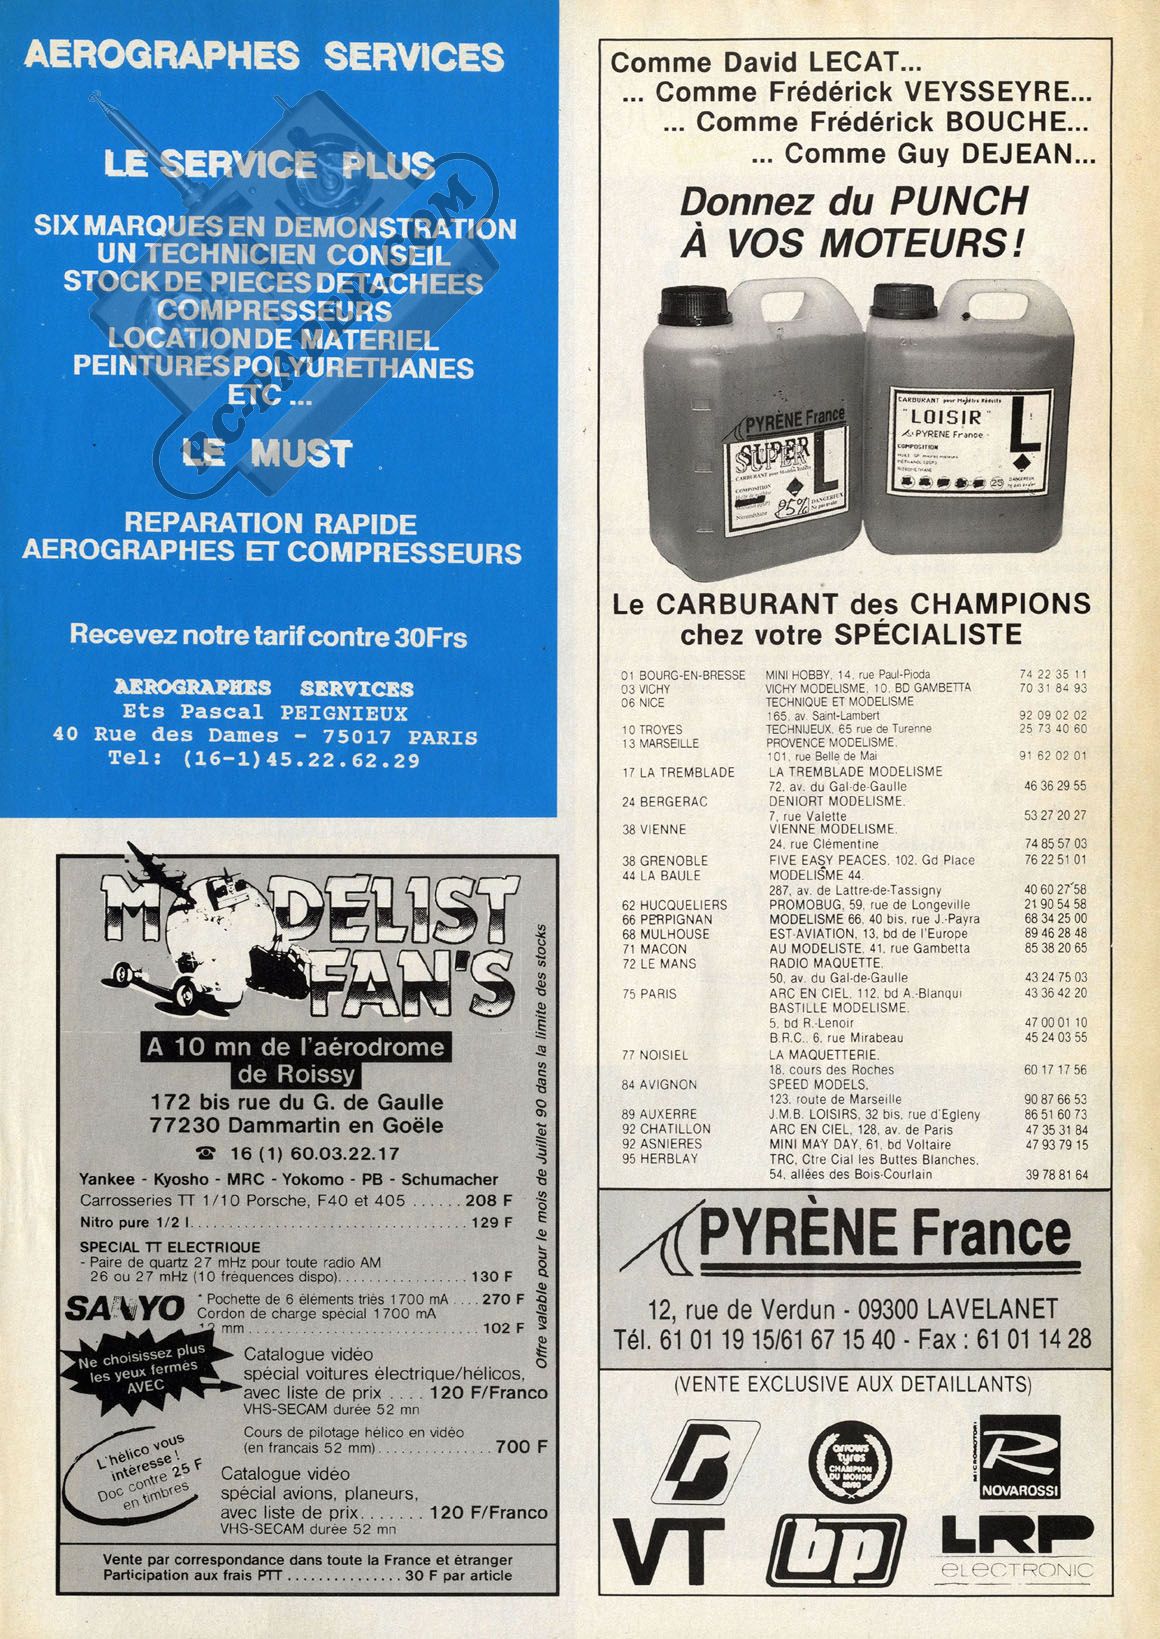 AEROGRAPHES SERVICES
LE SERVICE PLUS
SIX MARQUES EN DEMONSTRATION
UN TECHNICIEN CONSEIL
STOCK DE PIECES DETACHEES
COMPRESSEURS
LOCATION DE MATERIEL
PEINTURES POLYURETHANES
ETC ...
LE MUST
REPARATION RAPIDE
AEROGRAPHES ET COMPRESSEURS
Recevez notre tarif contre 30Frs
AEROGRAPHES SERVICES
Ets Pascal PEIGNIEUX
40 Rue des Dames - 75017 PARIS
Tel: (16-1)45.22.62.29
RC-PAPER.COM
MODELIST
FAN'S
A 10 mn de l'aérodrome
de Roissy
172 bis rue du G. de Gaulle
77230 Dammartin en Goële
☎ 16 (1) 60.03.22.17
Yankee - Kyosho - MRC - Yokomo - PB - Schumacher
Carrosseries TT 1/10 Porsche, F40 et 405 ...... 208 F
Nitro pure 1/2 l. ............................ 129 F
SPECIAL TT ELECTRIQUE
- Paire de quartz 27 mHz pour toute radio AM
26 ou 27 mHz (10 fréquences dispo). ............... 130 F
SANYO
* Pochette de 6 éléments triés 1700 mA .... 270 F
Cordon de charge spécial 1700 mA
12 mm ........................ 102 F
Ne choisissez plus
les yeux fermés
AVEC
Catalogue vidéo
spécial voitures électrique/hélicos,
avec liste de prix .... 120 F/Franco
VHS-SECAM durée 52 mn
Cours de pilotage hélico en vidéo
(en français 52 mm) .............. 700 F
L'hélico vous
intéresse !
Doc contre 25 F
en timbres
Catalogue vidéo
spécial avions, planeurs,
avec liste de prix. ....... 120 F/Franco
VHS-SECAM durée 52 mn
Vente par correspondance dans toute la France et étranger
Participation aux frais PTT .............. 30 F par article
Offre valable pour le mois de Juillet 90 dans la limite des stocks
Comme David LECAT...
... Comme Frédérick VEYSSEYRE...
... Comme Frédérick BOUCHE...
... Comme Guy DEJEAN...
Donnez du PUNCH
À VOS MOTEURS !
PYRÈNE France
SUPER L
CARBURANT pour Modèles Réduits
COMPOSITION
Nitrométhane
25%
DANGEREUX
CARBURANT pour Modèles Réduits
"LOISIR" L
PYRENE France
COMPOSITION
METHANOL
NITROMETHANE
25
DANGEREUX
Le CARBURANT des CHAMPIONS
chez votre SPÉCIALISTE
01 BOURG-EN-BRESSE MINI HOBBY, 14, rue Paul-Pioda 74 22 35 11
03 VICHY VICHY MODELISME, 10, BD GAMBETTA 70 31 84 93
06 NICE TECHNIQUE ET MODELISME
165, av. Saint-Lambert 92 09 02 02
10 TROYES TECHNIJEUX, 65 rue de Turenne 25 73 40 60
13 MARSEILLE PROVENCE MODELISME,
101, rue Belle de Mai 91 62 02 01
17 LA TREMBLADE LA TREMBLADE MODELISME
72, av. du Gal-de-Gaulle 46 36 29 55
24 BERGERAC DENIORT MODELISME,
7, rue Valette 53 27 20 27
38 VIENNE VIENNE MODELISME,
24, rue Clémentine 74 85 57 03
38 GRENOBLE FIVE EASY PEACES, 102, Gd Place 76 22 51 01
44 LA BAULE MODELISME 44,
287, av. de Lattre-de-Tassigny 40 60 27 58
62 HUCQUELIERS PROMOBUG, 59, rue de Longeville 21 90 54 58
66 PERPIGNAN MODELISME 66, 40 bis, rue J.-Payra 68 34 25 00
68 MULHOUSE EST-AVIATION, 13, bd de l'Europe 89 46 28 48
71 MACON AU MODELISTE, 41, rue Gambetta 85 38 20 65
72 LE MANS RADIO MAQUETTE,
50, av. du Gal-de-Gaulle 43 24 75 03
75 PARIS ARC EN CIEL, 112, bd A.-Blanqui 43 36 42 20
BASTILLE MODELISME,
5, bd R.-Lenoir 47 00 01 10
B.R.C., 6, rue Mirabeau 45 24 03 55
77 NOISIEL LA MAQUETTERIE,
18, cours des Roches 60 17 17 56
84 AVIGNON SPEED MODELS,
123, route de Marseille 90 87 66 53
89 AUXERRE J.M.B. LOISIRS, 32 bis, rue d'Egleny 86 51 60 73
92 CHATILLON ARC EN CIEL, 128, av. de Paris 47 35 31 84
92 ASNIERES MINI MAY DAY, 61, bd Voltaire 47 93 79 15
95 HERBLAY TRC, Ctre Cial les Buttes Blanches,
54, allées des Bois-Courlain 39 78 81 64
PYRÈNE France
12, rue de Verdun - 09300 LAVELANET
Tél. 61 01 19 15/61 67 15 40 - Fax : 61 01 14 28
(VENTE EXCLUSIVE AUX DETAILLANTS)
arrows
tyres
CHAMPION
DU MONDE
MICROMOTORI
R
NOVAROSSI
VT
bp
LRP
ELECTRONIC